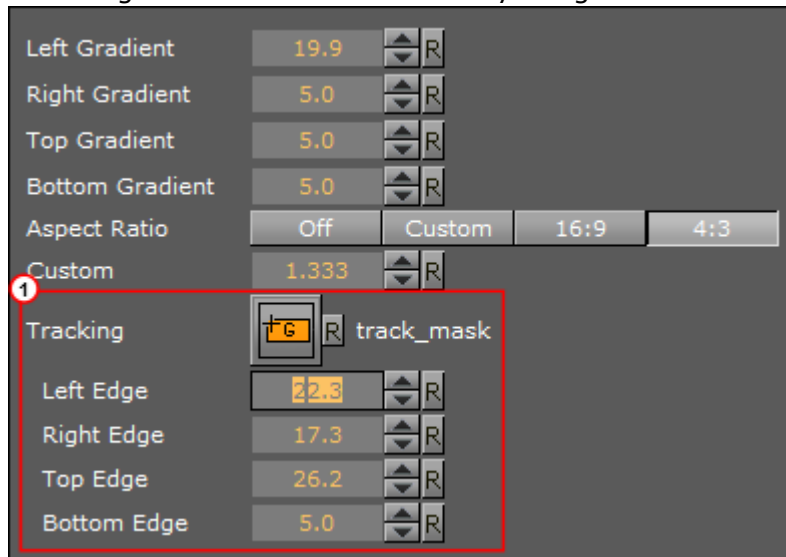 Left Gradient 19.9 R
Right Gradient 5.0 R
Top Gradient 5.0 R
Bottom Gradient 5.0 R
Aspect Ratio Off Custom 16:9 4:3
Custom 1.333 R
1
Tracking G R track_mask
Left Edge 22.3 R
Right Edge 17.3 R
Top Edge 26.2 R
Bottom Edge 5.0 R